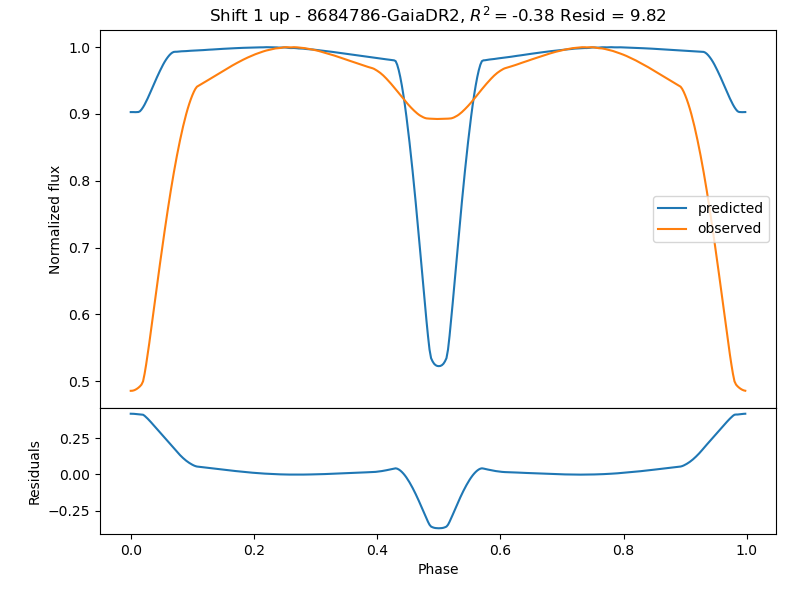 Shift 1 up - 8684786-GaiaDR2, R² = -0.38 Resid = 9.82
1.0
0.9
0.8
0.7
0.6
0.5
Normalized flux
predicted
observed
0.25
0.00
−0.25
Residuals
0.0 0.2 0.4 0.6 0.8 1.0
Phase